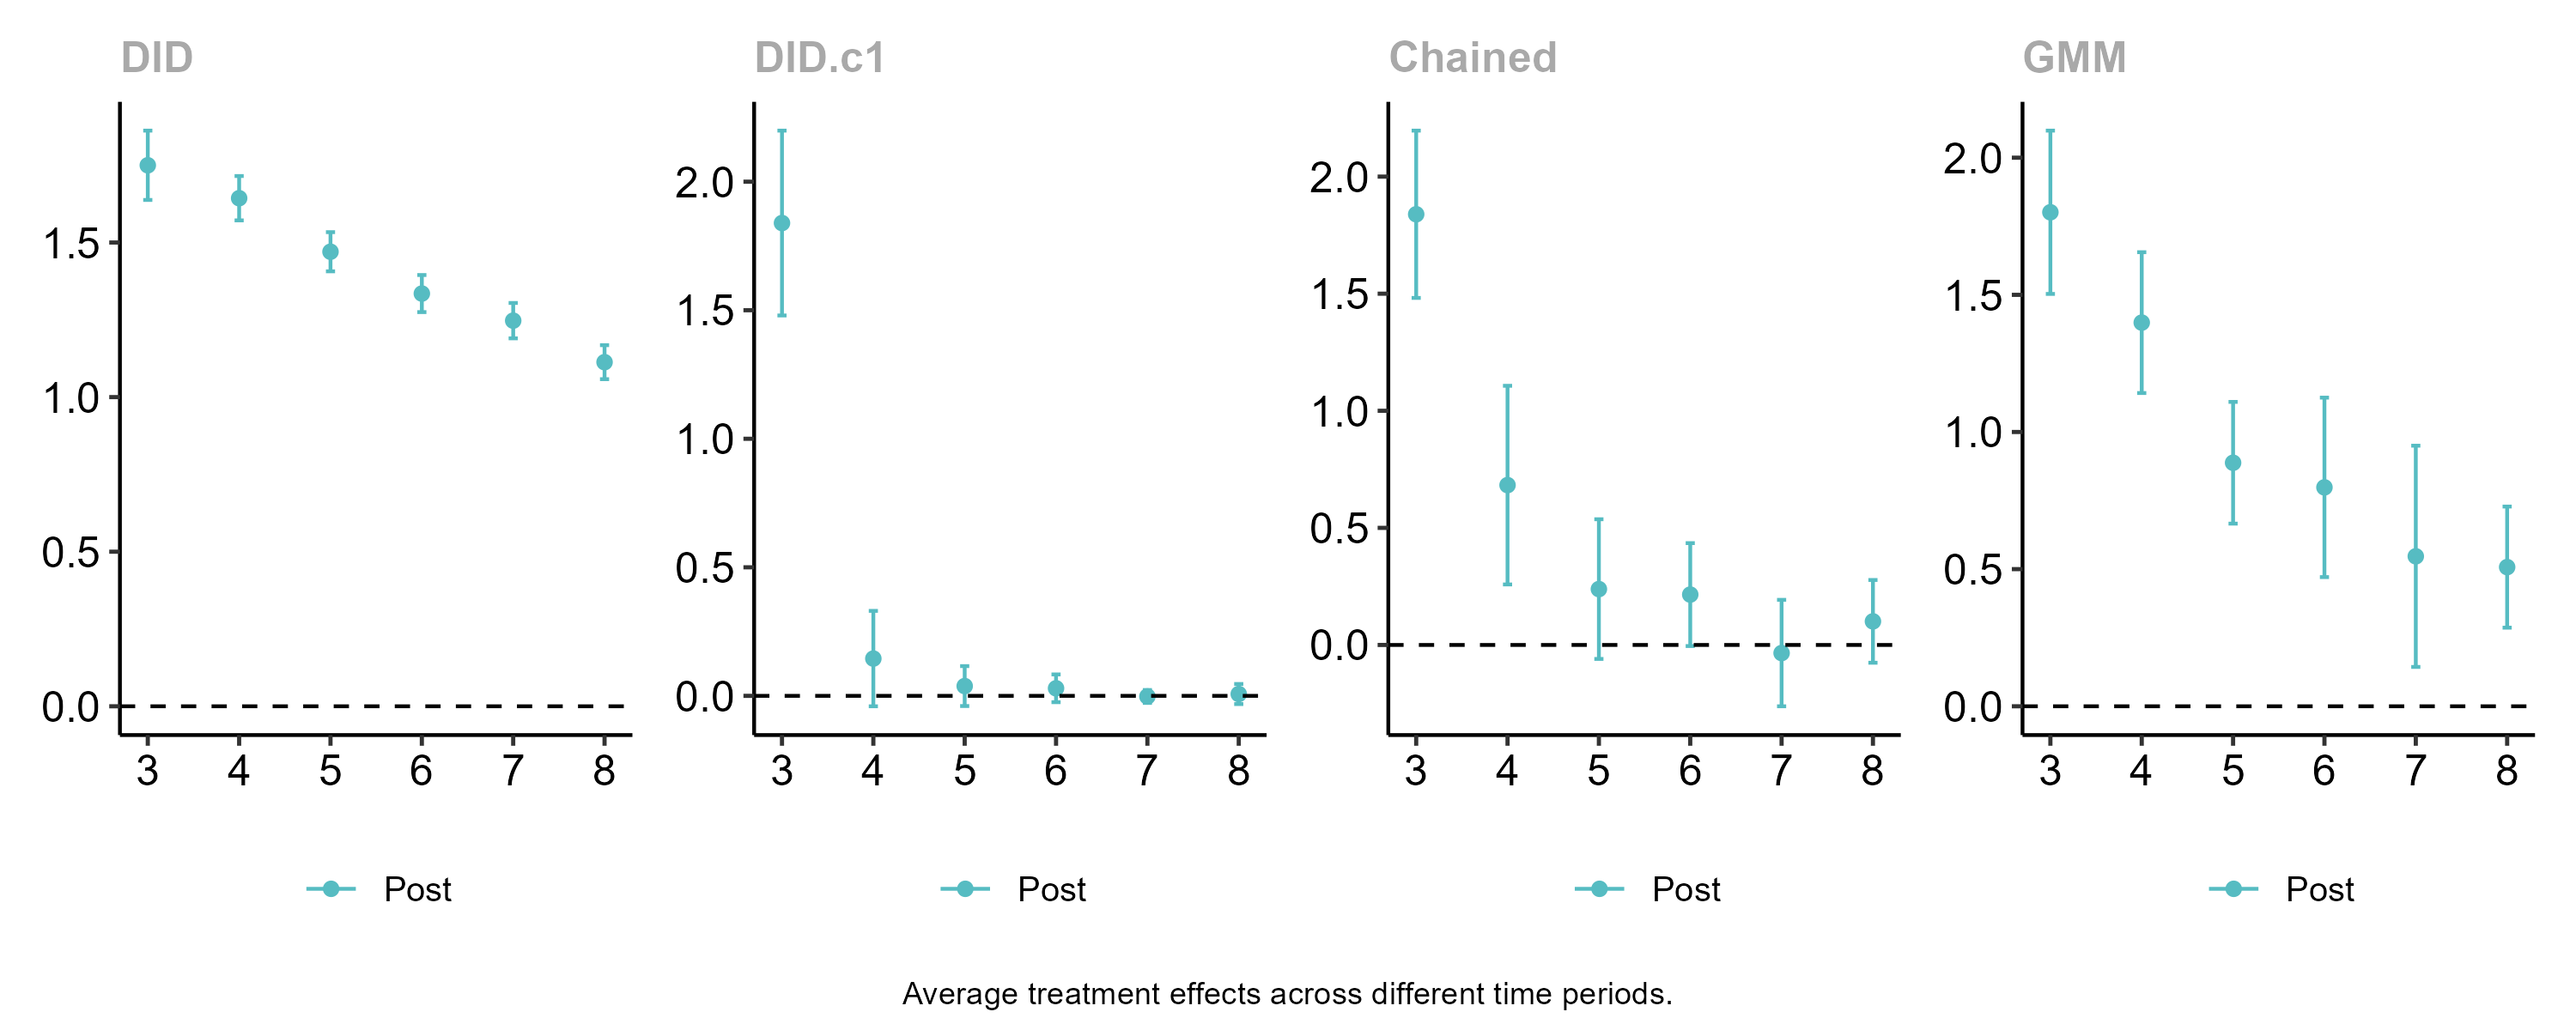 DID DID.c1 Chained GMM
2.0
2.0 2.0
1.5 1.5 1.5 1.5
1.0 1.0 1.0 1.0
0.5 0.5 0.5 0.5
0.0 0.0 0.0 0.0
3 4 5 6 7 8 3 4 5 6 7 8 3 4 5 6 7 8 3 4 5 6 7 8
Post Post Post Post
Average treatment effects across different time periods.